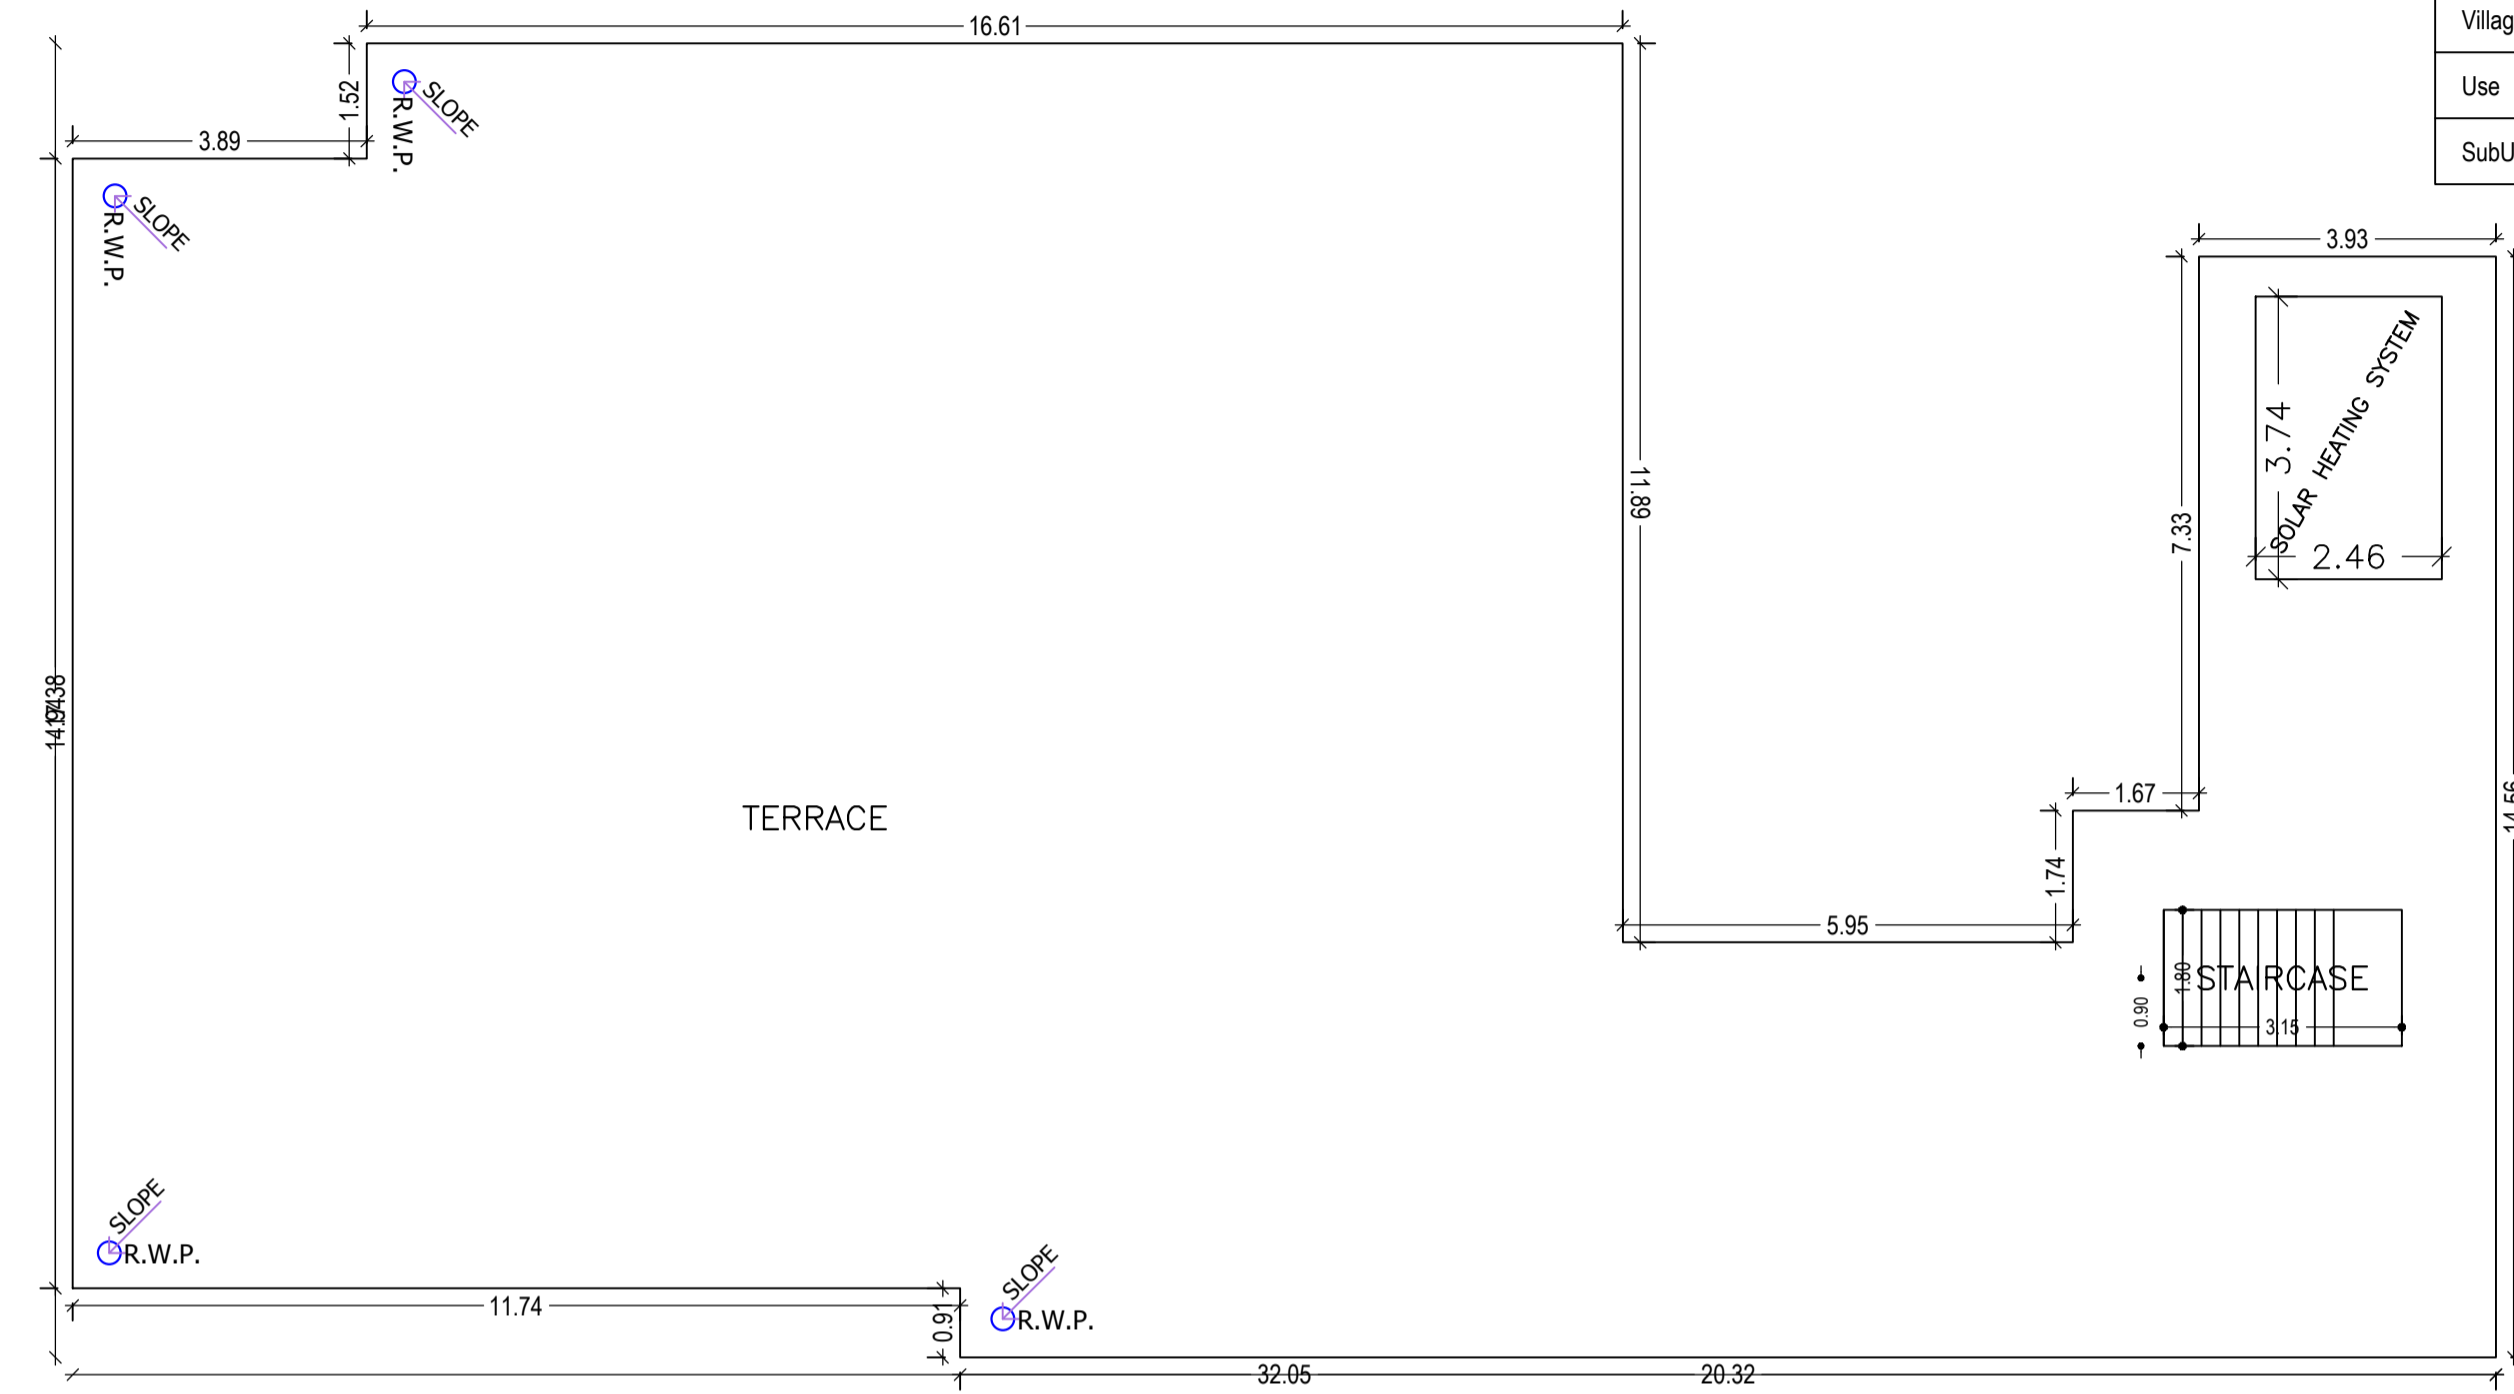 16.61
Villag
Use
SubU
1.52
SLOPE
R.W.P.
3.89
SLOPE
R.W.P.
3.93
SOLAR HEATING SYSTEM
3.74
2.46
11.89
7.33
TERRACE
1.67
1.74
5.95
14.56
STAIRCASE
1.80
0.90
3.15
SLOPE
R.W.P.
SLOPE
R.W.P.
11.74
0.91
32.05
20.32